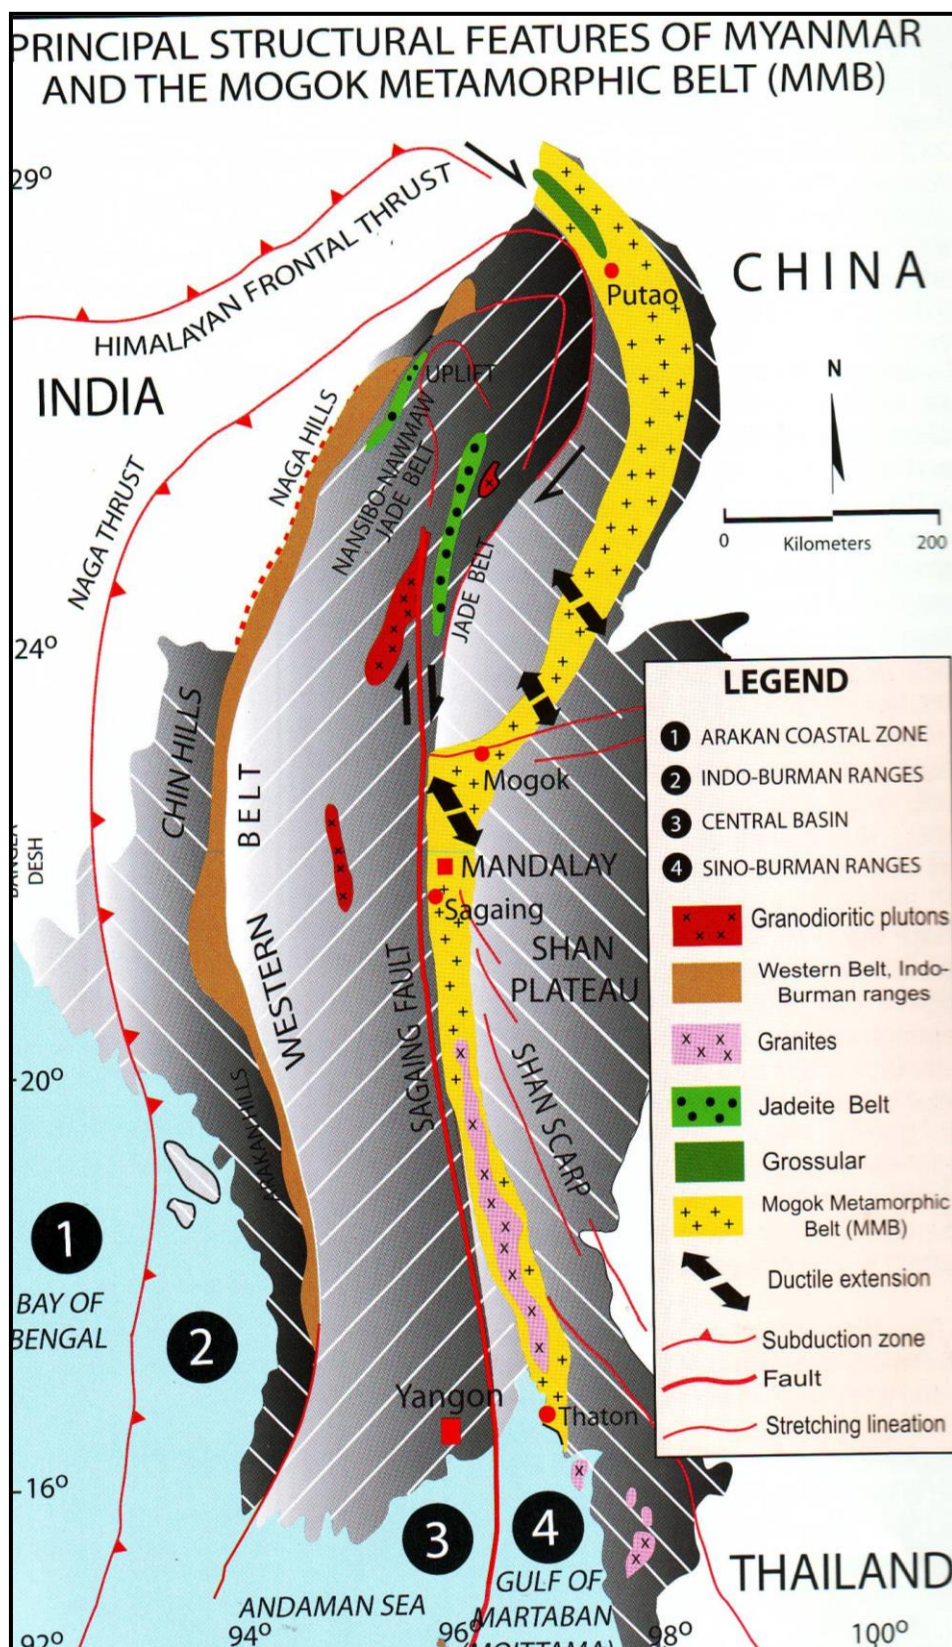 PRINCIPAL STRUCTURAL FEATURES OF MYANMAR
AND THE MOGOK METAMORPHIC BELT (MMB)
29°
HIMALAYAN FRONTAL THRUST
CHINA
Putao
INDIA
N
UPLIFT
NAGA HILLS
NANSIBO-NAWMAW
JADE BELT
NAGA THRUST
0 Kilometers 200
JADE BELT
24°
CHIN HILLS
WESTERN BELT
Mogok
DESH
MANDALAY
Sagaing
SHAN
PLATEAU
SAGAING FAULT
SHAN SCARP
20°
1
BAY OF
BENGAL
2
Yangon
Thaton
16°
3
4
ANDAMAN SEA
GULF OF
MARTABAN
THAILAND
92°
94°
96°
98°
100°
LEGEND
1 ARAKAN COASTAL ZONE
2 INDO-BURMAN RANGES
3 CENTRAL BASIN
4 SINO-BURMAN RANGES
Granodioritic plutons
Western Belt, Indo-
Burman ranges
Granites
Jadeite Belt
Grossular
Mogok Metamorphic
Belt (MMB)
Ductile extension
Subduction zone
Fault
Stretching lineation